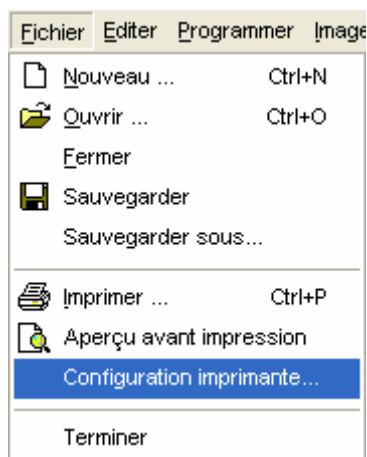 Fichier Editer Programmer Image
Nouveau ... Ctrl+N
Ouvrir ... Ctrl+O
Fermer
Sauvegarder
Sauvegarder sous...
Imprimer ... Ctrl+P
Aperçu avant impression
Configuration imprimante...
Terminer